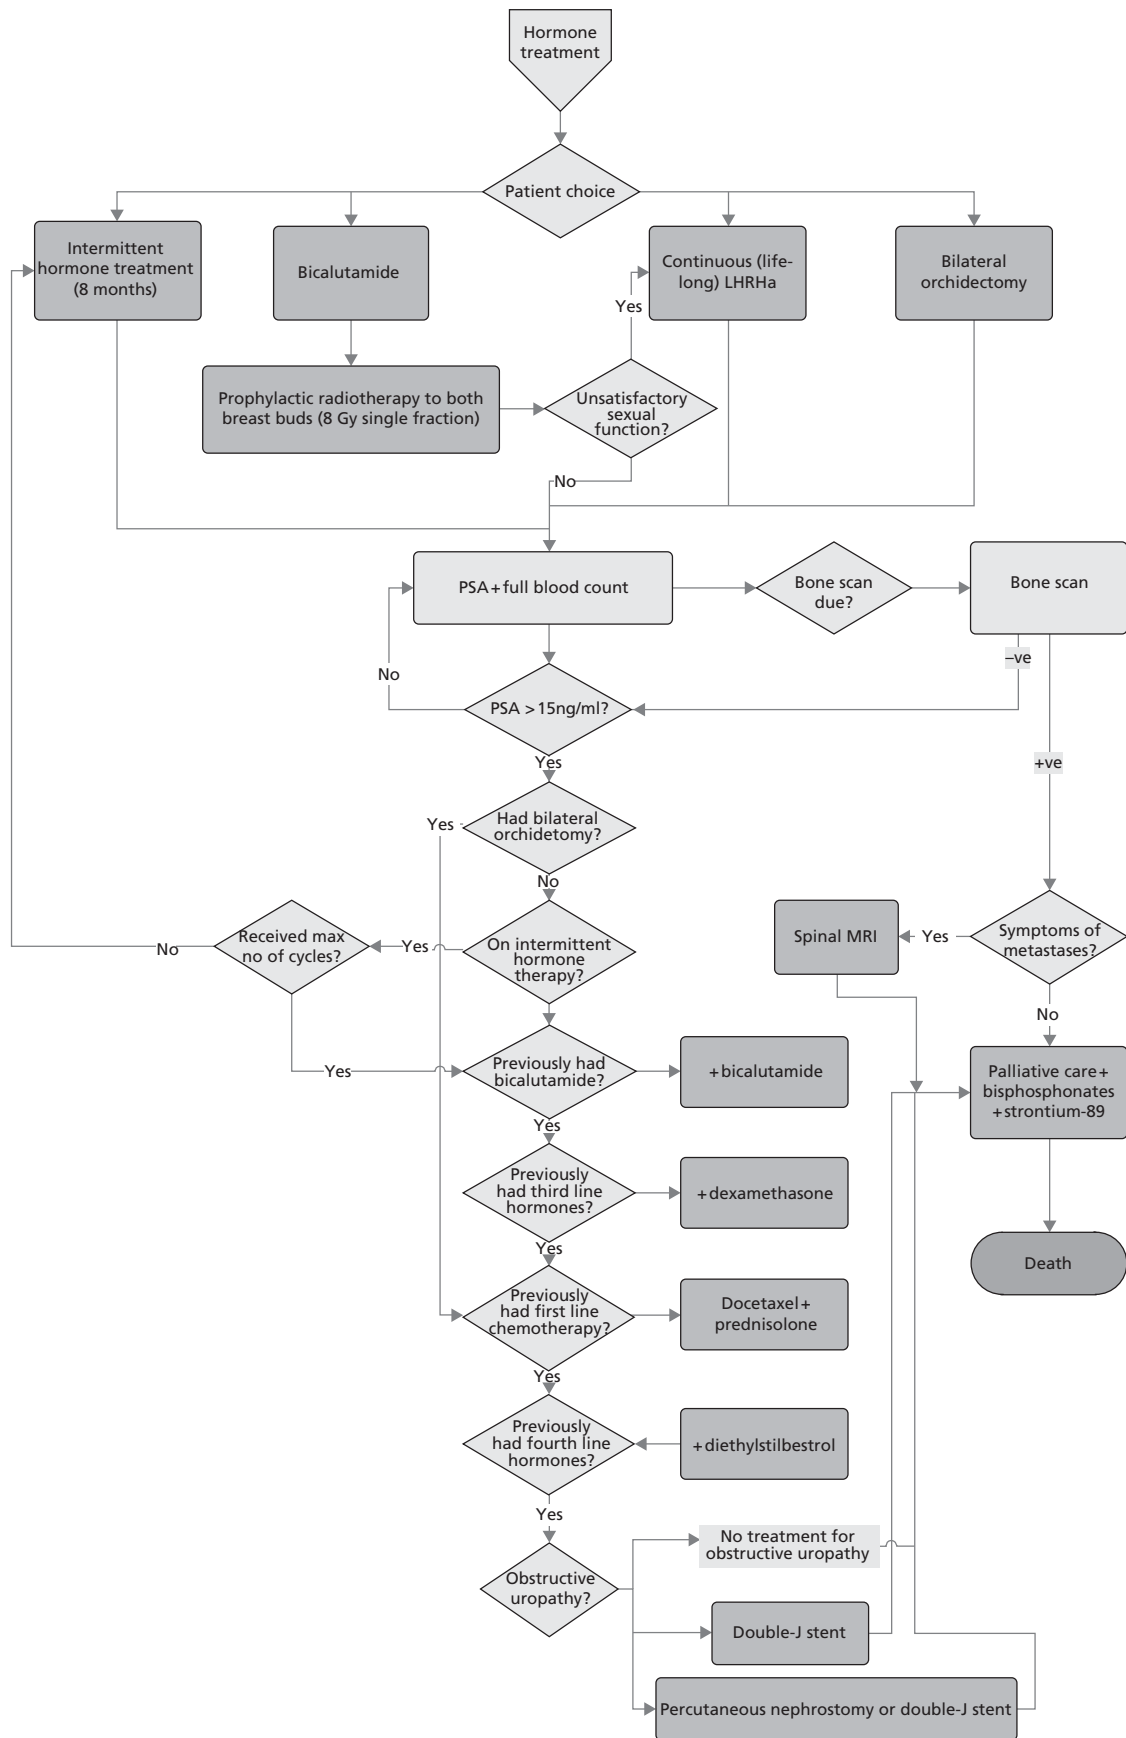 Hormone
treatment
Patient choice
Intermittent
hormone treatment
(8 months)
Bicalutamide
Continuous (life-
long) LHRHa
Bilateral
orchidectomy
Yes
Prophylactic radiotherapy to both
breast buds (8 Gy single fraction)
Unsatisfactory
sexual
function?
No
PSA+full blood count
Bone scan
due?
Bone scan
–ve
No
PSA >15ng/ml?
Yes
+ve
Yes
Had bilateral
orchidetomy?
No
Received max
no of cycles?
No
Yes
On intermittent
hormone
therapy?
Spinal MRI
Yes
Symptoms of
metastases?
No
Yes
Previously had
bicalutamide?
+bicalutamide
Palliative care+
bisphosphonates
+strontium-89
Yes
Previously
had third line
hormones?
+dexamethasone
Yes
Death
Previously
had first line
chemotherapy?
Docetaxel+
prednisolone
Yes
Previously
had fourth line
hormones?
+diethylstilbestrol
Yes
No treatment for
obstructive uropathy
Obstructive
uropathy?
Double-J stent
Percutaneous nephrostomy or double-J stent